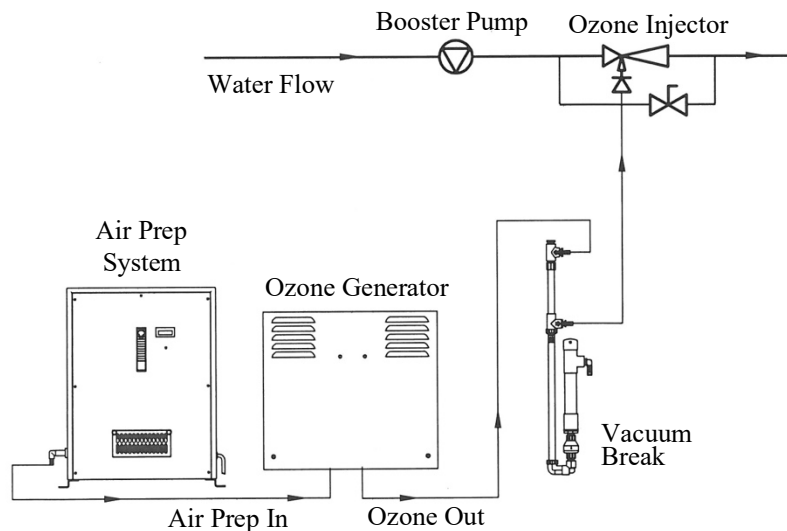 Booster Pump
Ozone Injector
Water Flow
Air Prep
System
Ozone Generator
Vacuum
Break
Air Prep In
Ozone Out